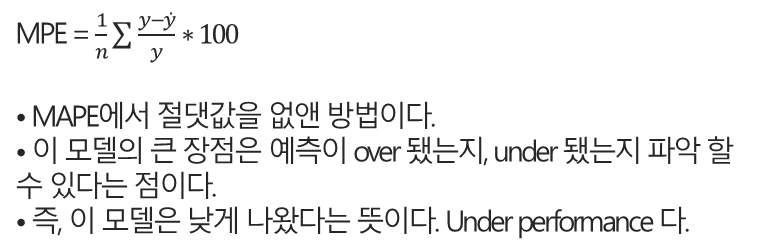 MPE = 1/n ∑ (y−ẏ)/y * 100
• MAPE에서 절댓값을 없앤 방법이다.
• 이 모델의 큰 장점은 예측이 over 됐는지, under 됐는지 파악 할
수 있다는 점이다.
• 즉, 이 모델은 낮게 나왔다는 뜻이다. Under performance 다.